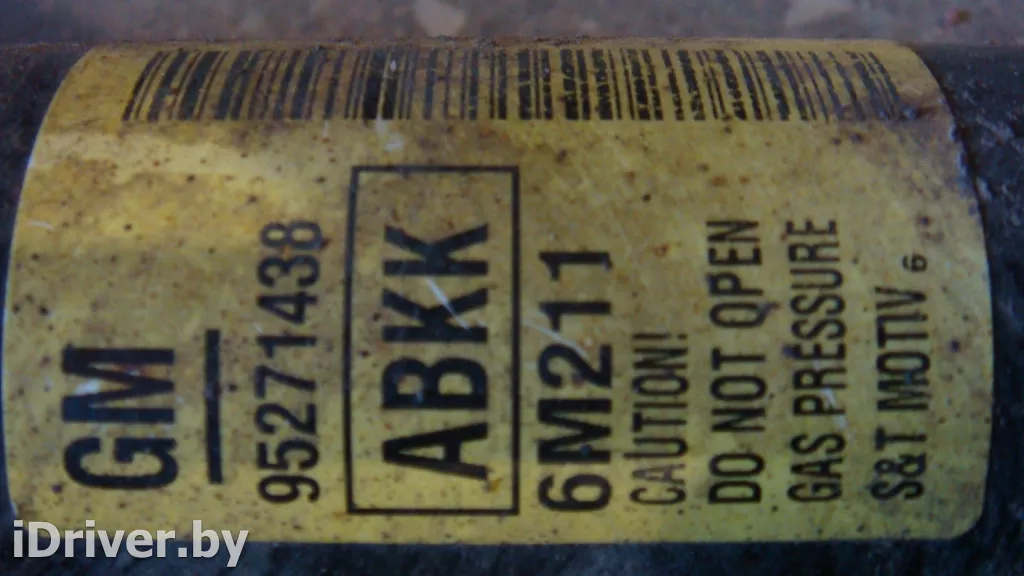 GM
95271438
ABKK
6M211
CAUTION!
DO NOT OPEN
GAS PRESSURE
S&T MOTIV 6
iDriver.by